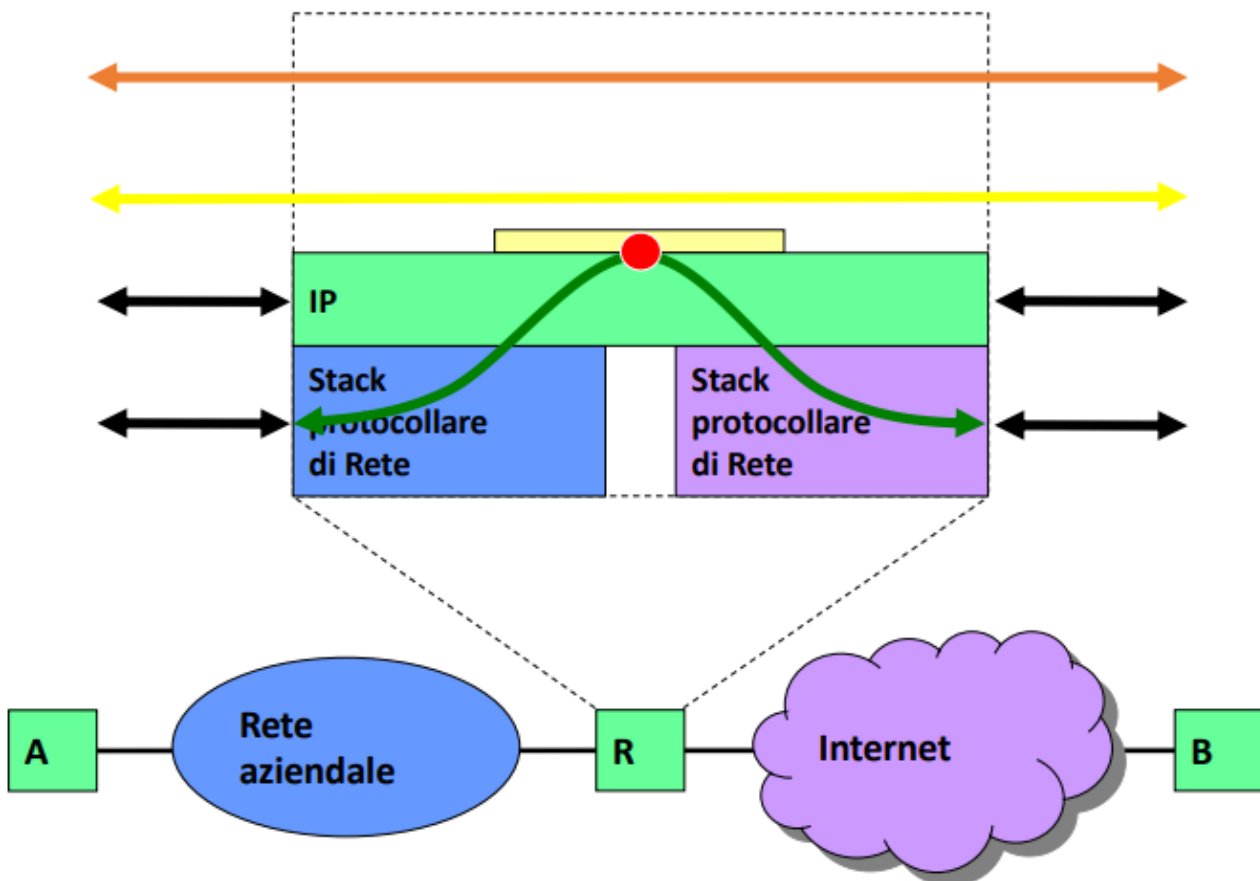 IP
Stack
protocollare
di Rete
Stack
protocollare
di Rete
A
Rete
aziendale
R
Internet
B